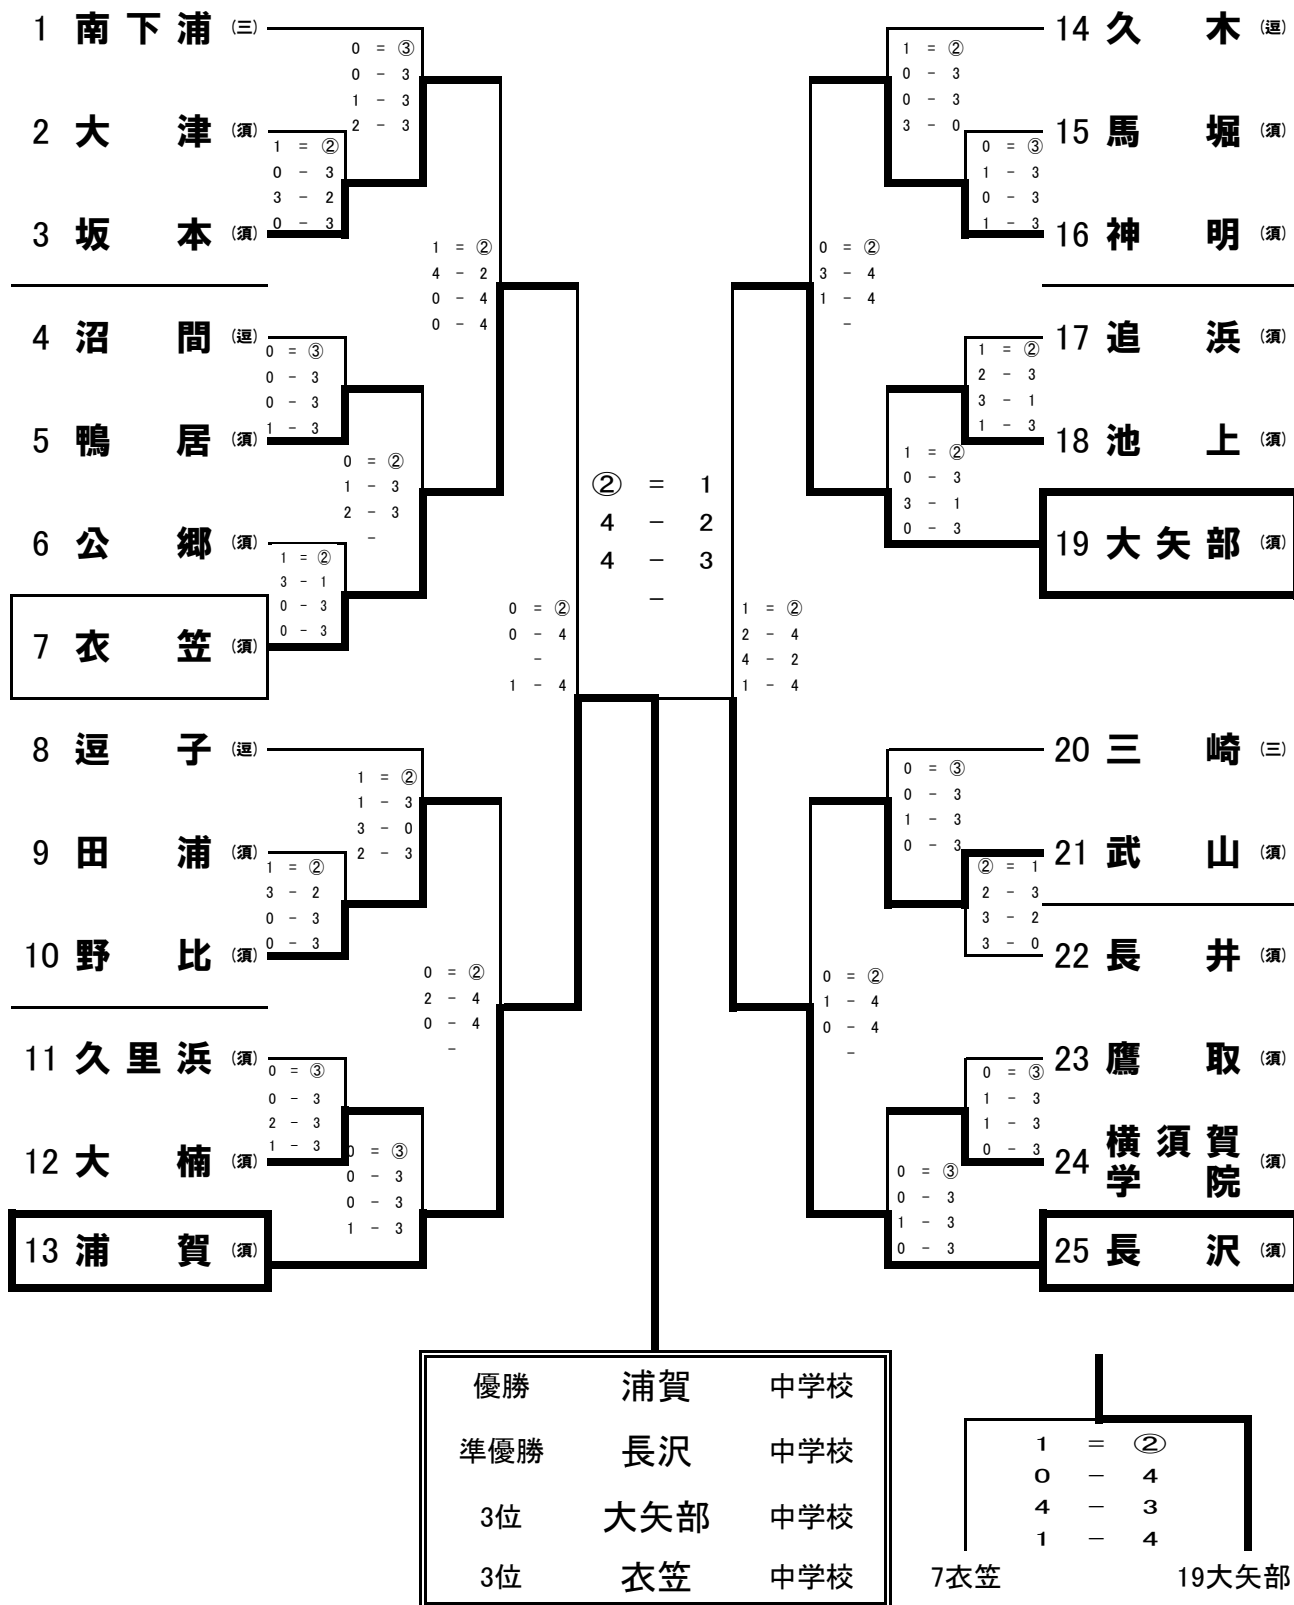 1 南下浦 (三)
0 = ③
0 - 3
1 - 3
2 - 3
2 大津 (須)
1 = ②
0 - 3
3 - 2
0 - 3
3 坂本 (須)
1 = ②
4 - 2
0 - 4
0 - 4
4 沼間 (逗)
0 = ③
0 - 3
0 - 3
1 - 3
5 鴨居 (須)
0 = ②
1 - 3
2 - 3
-
6 公郷 (須)
1 = ②
3 - 1
0 - 3
0 - 3
7 衣笠 (須)
0 = ②
0 - 4
-
1 - 4
8 逗子 (逗)
1 = ②
1 - 3
3 - 0
2 - 3
9 田浦 (須)
1 = ②
3 - 2
0 - 3
0 - 3
10 野比 (須)
0 = ②
2 - 4
0 - 4
-
11 久里浜 (須)
0 = ③
0 - 3
2 - 3
1 - 3
12 大楠 (須)
0 = ③
0 - 3
0 - 3
1 - 3
13 浦賀 (須)
② = 1
4 - 2
4 - 3
-
14 久木 (逗)
1 = ②
0 - 3
0 - 3
3 - 0
15 馬堀 (須)
0 = ③
1 - 3
0 - 3
1 - 3
16 神明 (須)
0 = ②
3 - 4
1 - 4
-
17 追浜 (須)
1 = ②
2 - 3
3 - 1
1 - 3
18 池上 (須)
1 = ②
0 - 3
3 - 1
0 - 3
19 大矢部 (須)
1 = ②
2 - 4
4 - 2
1 - 4
20 三崎 (三)
0 = ③
0 - 3
1 - 3
0 - 3
21 武山 (須)
② = 1
2 - 3
3 - 2
3 - 0
22 長井 (須)
0 = ②
1 - 4
0 - 4
-
23 鷹取 (須)
0 = ③
1 - 3
1 - 3
0 - 3
24 横須賀学院 (須)
0 = ③
0 - 3
1 - 3
0 - 3
25 長沢 (須)
優勝 浦賀 中学校
準優勝 長沢 中学校
3位 大矢部 中学校
3位 衣笠 中学校
1 = ②
0 - 4
4 - 3
1 - 4
7衣笠 19大矢部